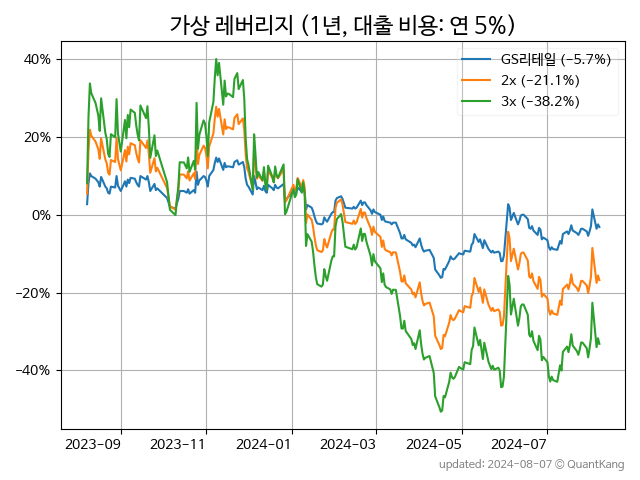 가상 레버리지 (1년, 대출 비용: 연 5%)
GS리테일 (−5.7%)
2x (−21.1%)
3x (−38.2%)
40%
20%
0%
−20%
−40%
2023-09 2023-11 2024-01 2024-03 2024-05 2024-07
updated: 2024-08-07 © QuantKang